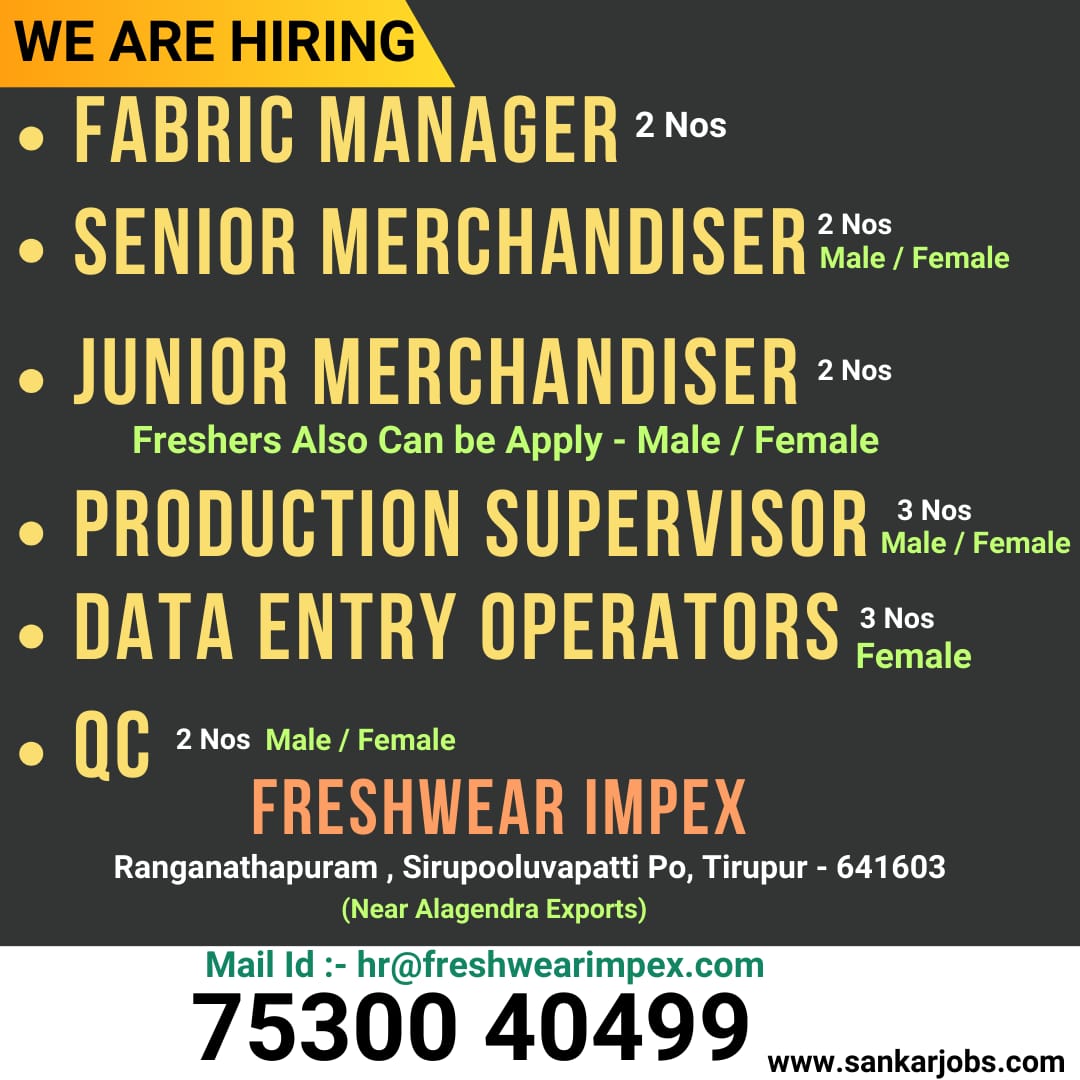 WE ARE HIRING
• FABRIC MANAGER 2 Nos
• SENIOR MERCHANDISER 2 Nos
Male / Female
• JUNIOR MERCHANDISER 2 Nos
Freshers Also Can be Apply - Male / Female
• PRODUCTION SUPERVISOR 3 Nos
Male / Female
• DATA ENTRY OPERATORS 3 Nos
Female
• QC 2 Nos Male / Female
FRESHWEAR IMPEX
Ranganathapuram , Sirupooluvapatti Po, Tirupur - 641603
(Near Alagendra Exports)
Mail Id :- hr@freshwearimpex.com
75300 40499
www.sankarjobs.com